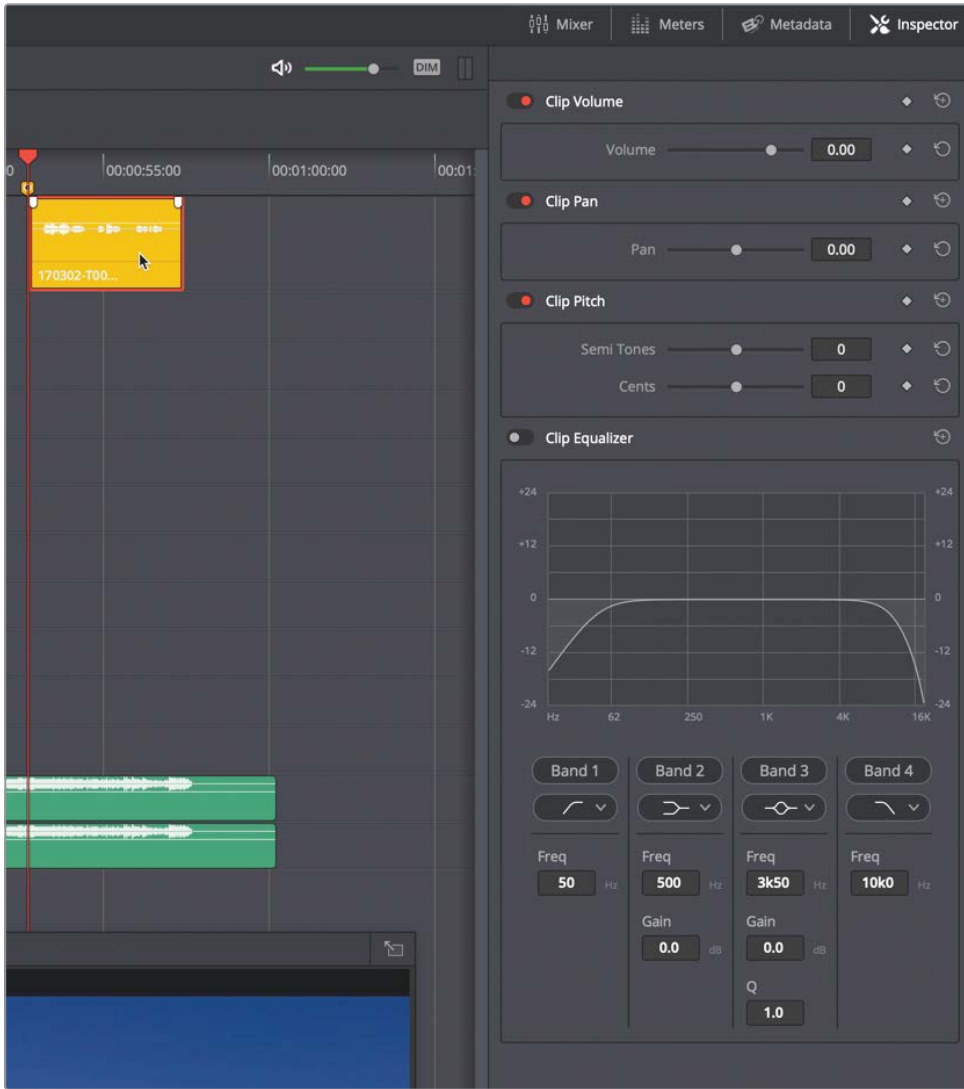 Mixer Meters Metadata Inspector
DIM
0 00:00:55:00 00:01:00:00 00:01:
170302-T00...
Clip Volume
Volume 0.00
Clip Pan
Pan 0.00
Clip Pitch
Semi Tones 0
Cents 0
Clip Equalizer
+24 +24
+12 +12
0 0
-12 -12
-24 -24
Hz 62 250 1K 4K 16K
Band 1 Band 2 Band 3 Band 4
Freq Freq Freq Freq
50 Hz 500 Hz 3k50 Hz 10k0 Hz
Gain Gain
0.0 dB 0.0 dB
Q
1.0